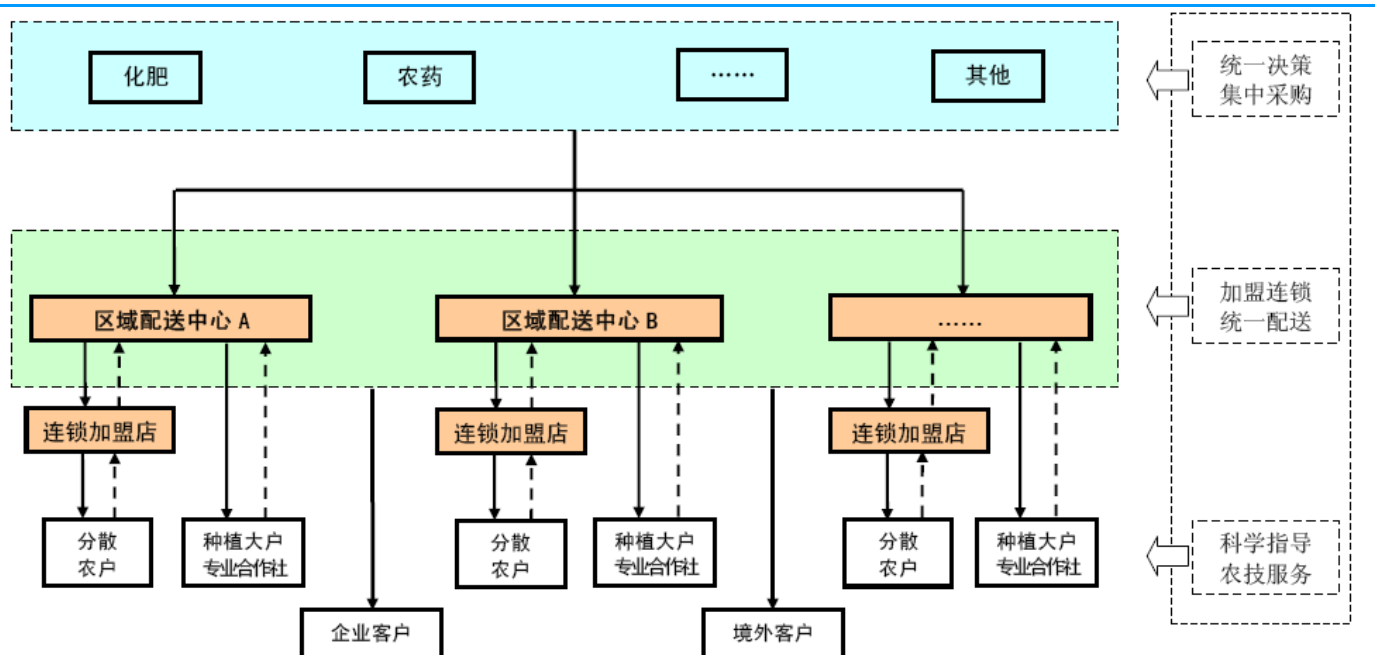 化肥
农药
……
其他
统一决策
集中采购
区域配送中心 A
区域配送中心 B
……
加盟连锁
统一配送
连锁加盟店
连锁加盟店
连锁加盟店
分散
农户
种植大户
专业合作社
分散
农户
种植大户
专业合作社
分散
农户
种植大户
专业合作社
科学指导
农技服务
企业客户
境外客户